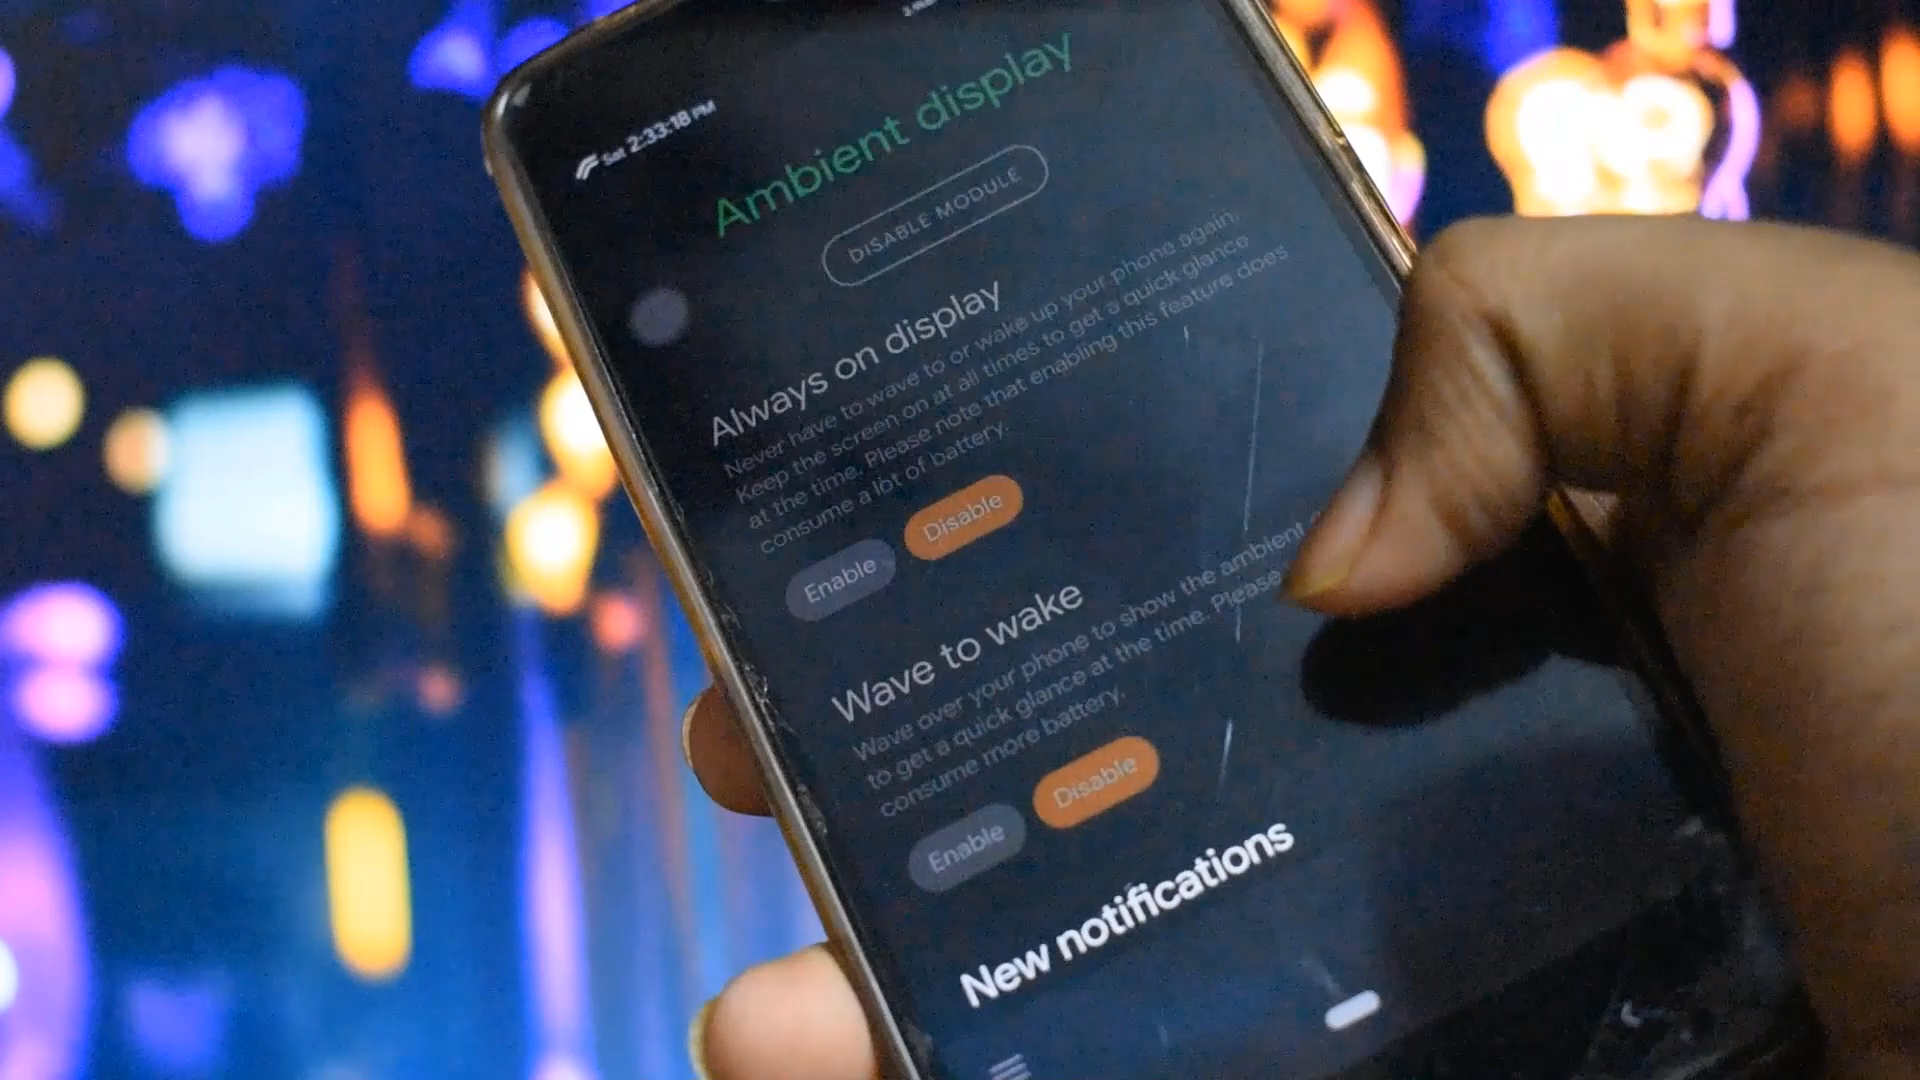 Sat 2:33:18 PM
Ambient display
DISABLE MODULE
Always on display
Never have to wave to or wake up your phone again.
Keep the screen on at all times to get a quick glance
at the time. Please note that enabling this feature does
consume a lot of battery.
Enable Disable
Wave to wake
Wave over your phone to show the ambient
to get a quick glance at the time. Please
consume more battery.
Enable Disable
New notifications